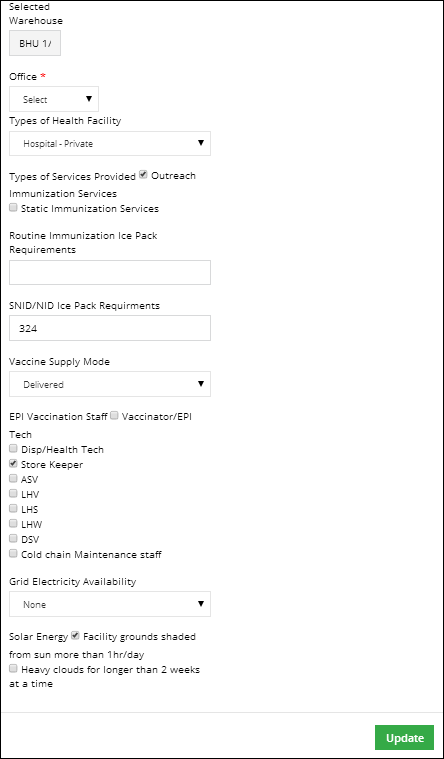 Selected
Warehouse
BHU 1/
Office *
Select
Types of Health Facility
Hospital - Private
Types of Services Provided Outreach
Immunization Services
Static Immunization Services
Routine Immunization Ice Pack
Requirements
SNID/NID Ice Pack Requirments
324
Vaccine Supply Mode
Delivered
EPI Vaccination Staff Vaccinator/EPI
Tech
Disp/Health Tech
Store Keeper
ASV
LHV
LHS
LHW
DSV
Cold chain Maintenance staff
Grid Electricity Availability
None
Solar Energy Facility grounds shaded
from sun more than 1hr/day
Heavy clouds for longer than 2 weeks
at a time
Update